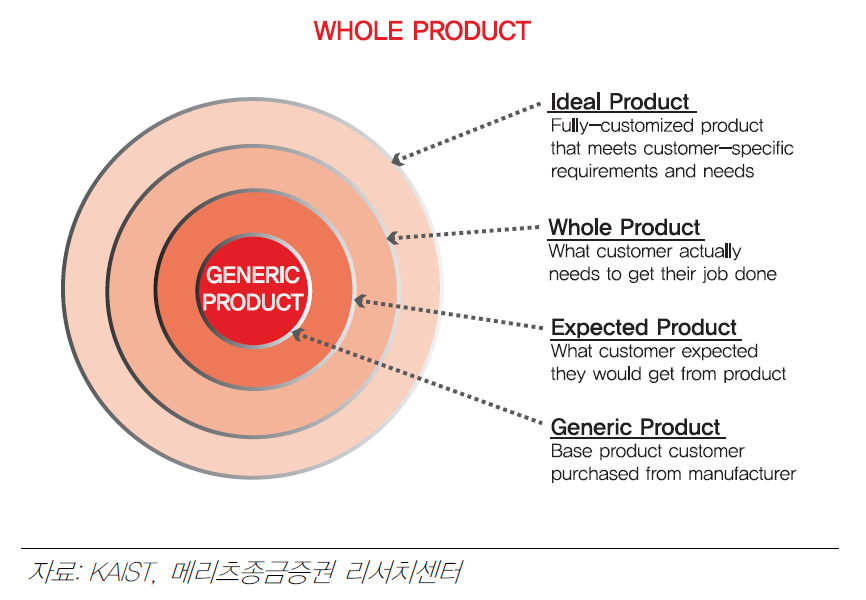 WHOLE PRODUCT
GENERIC
PRODUCT
Ideal Product
Fully-customized product
that meets customer-specific
requirements and needs
Whole Product
What customer actually
needs to get their job done
Expected Product
What customer expected
they would get from product
Generic Product
Base product customer
purchased from manufacturer
자료: KAIST, 메리츠종금증권 리서치센터